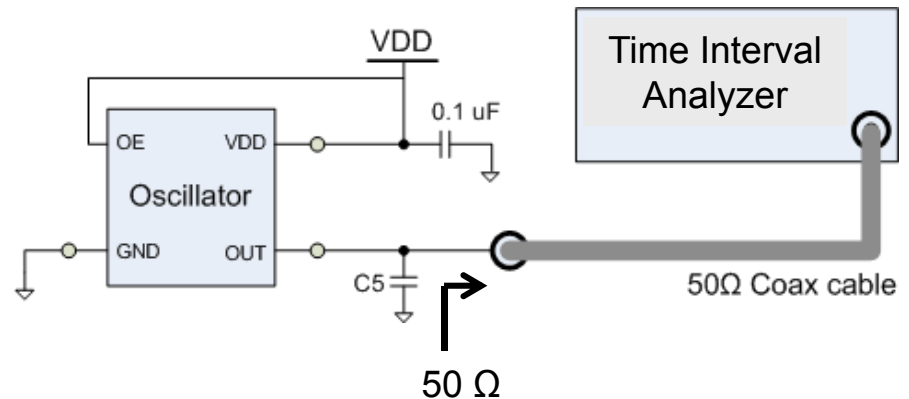 VDD
Time Interval
Analyzer
0.1 uF
OE
VDD
Oscillator
GND
OUT
C5
50Ω Coax cable
50 Ω